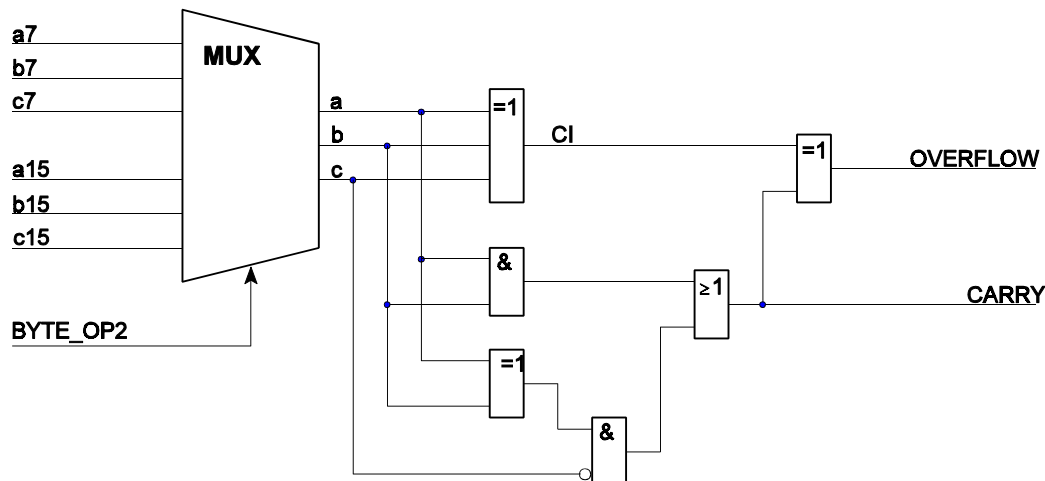 a7
MUX
b7
c7
a
=1
b
CI
=1
OVERFLOW
a15
c
b15
c15
&
≥1
CARRY
BYTE_OP2
=1
&